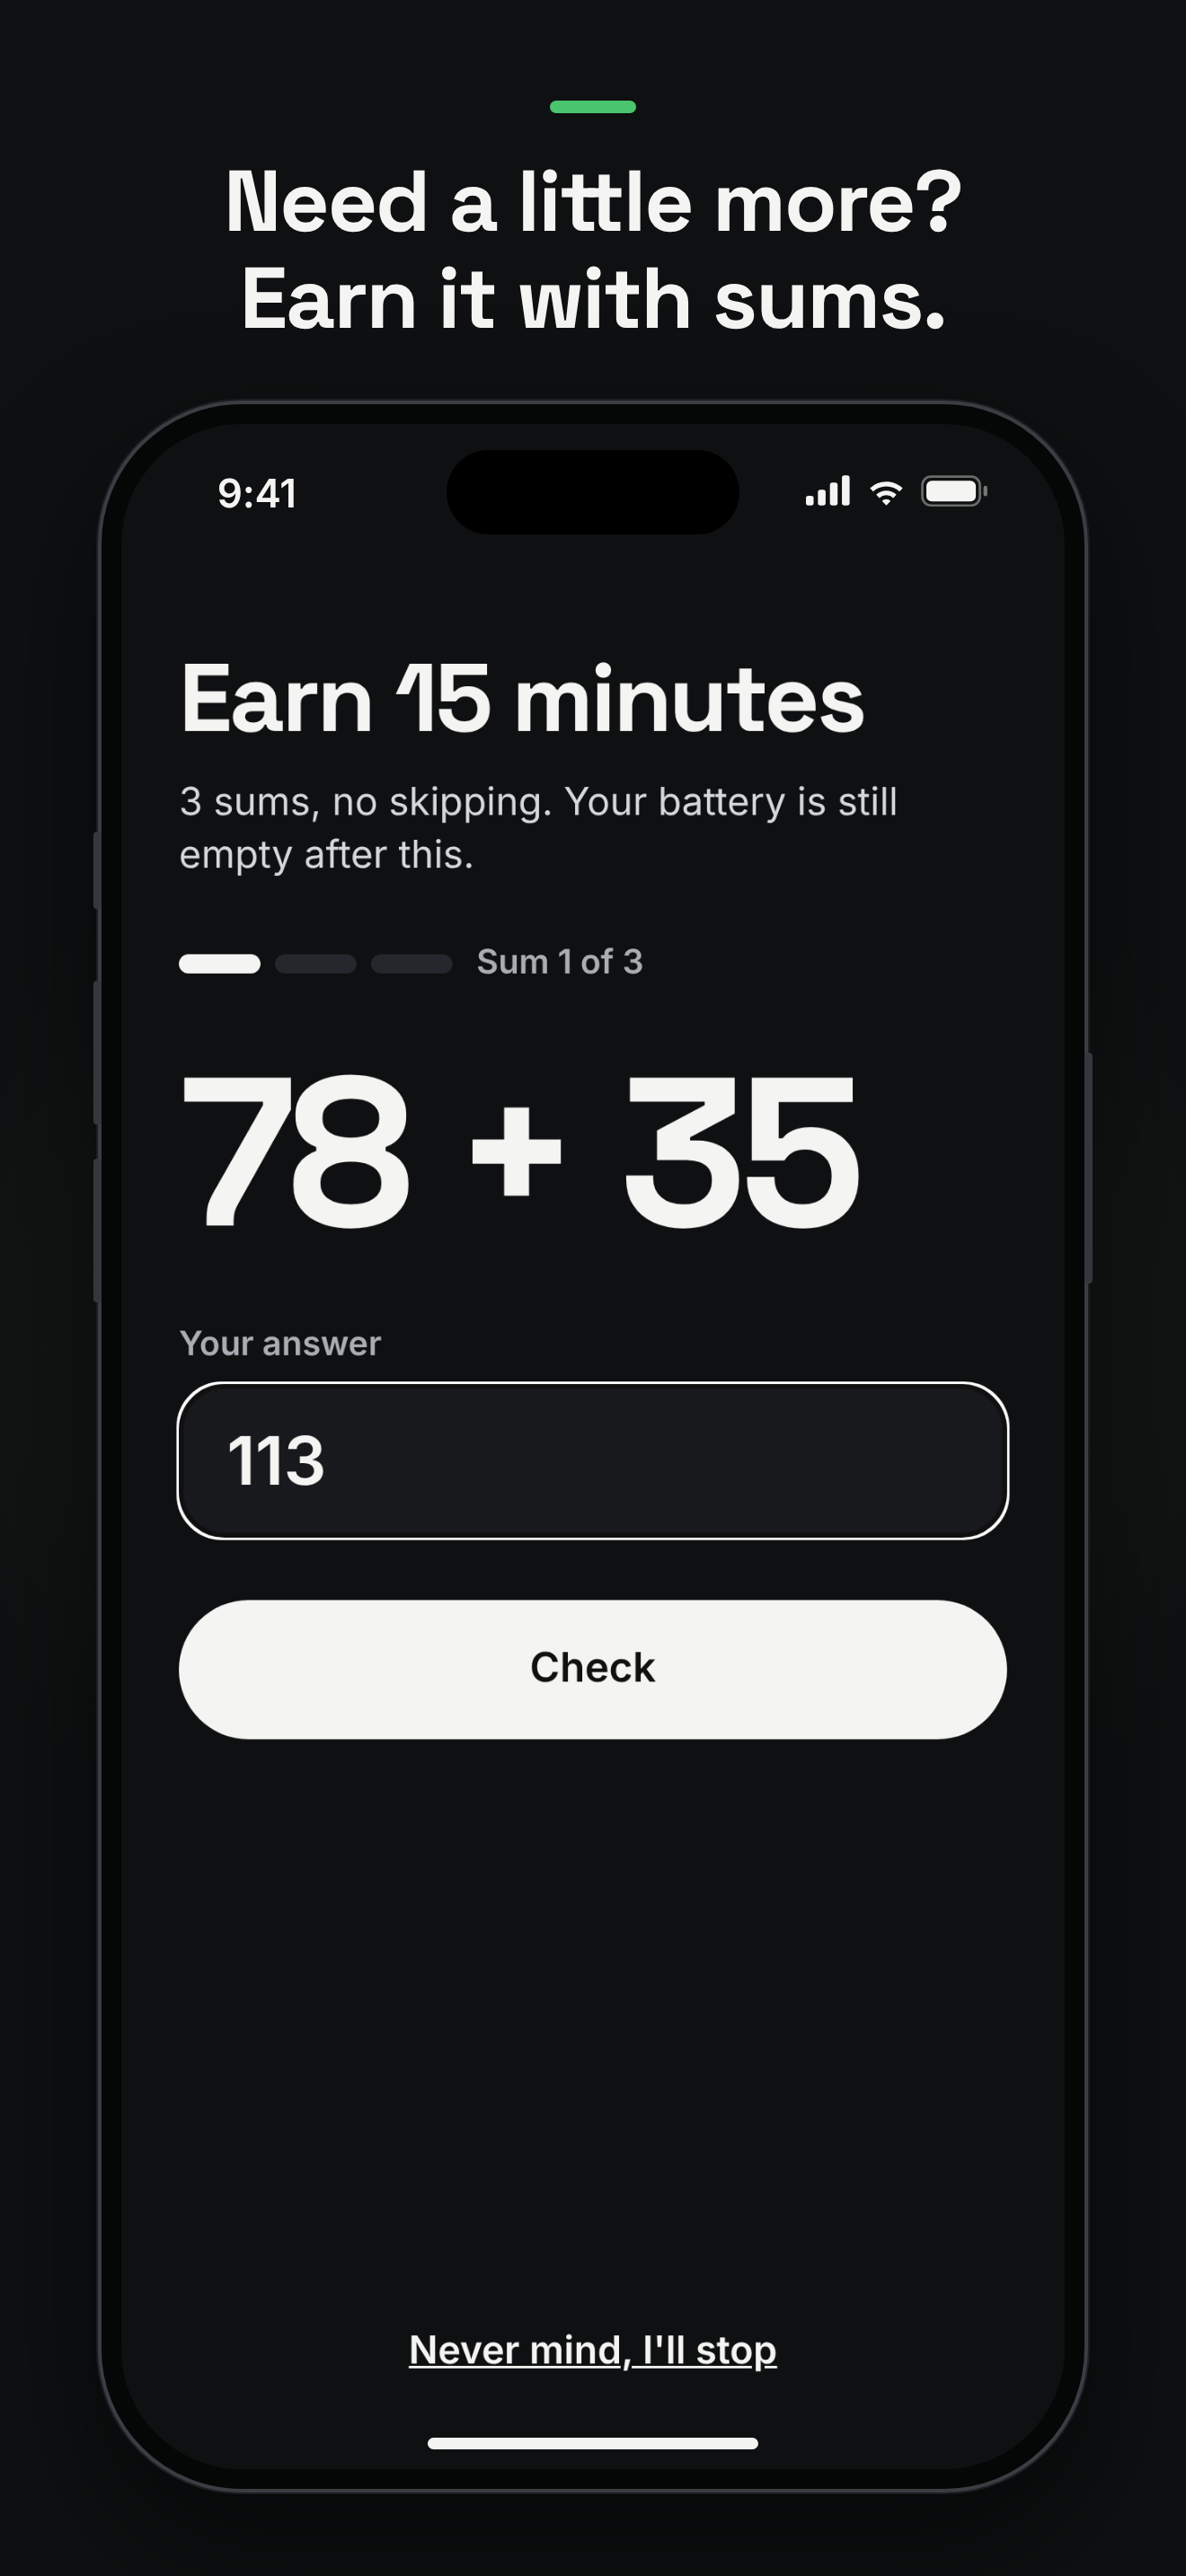 Need a little more?
Earn it with sums.
9:41
Earn 15 minutes
3 sums, no skipping. Your battery is still
empty after this.
Sum 1 of 3
78 + 35
Your answer
113
Check
Never mind, I'll stop